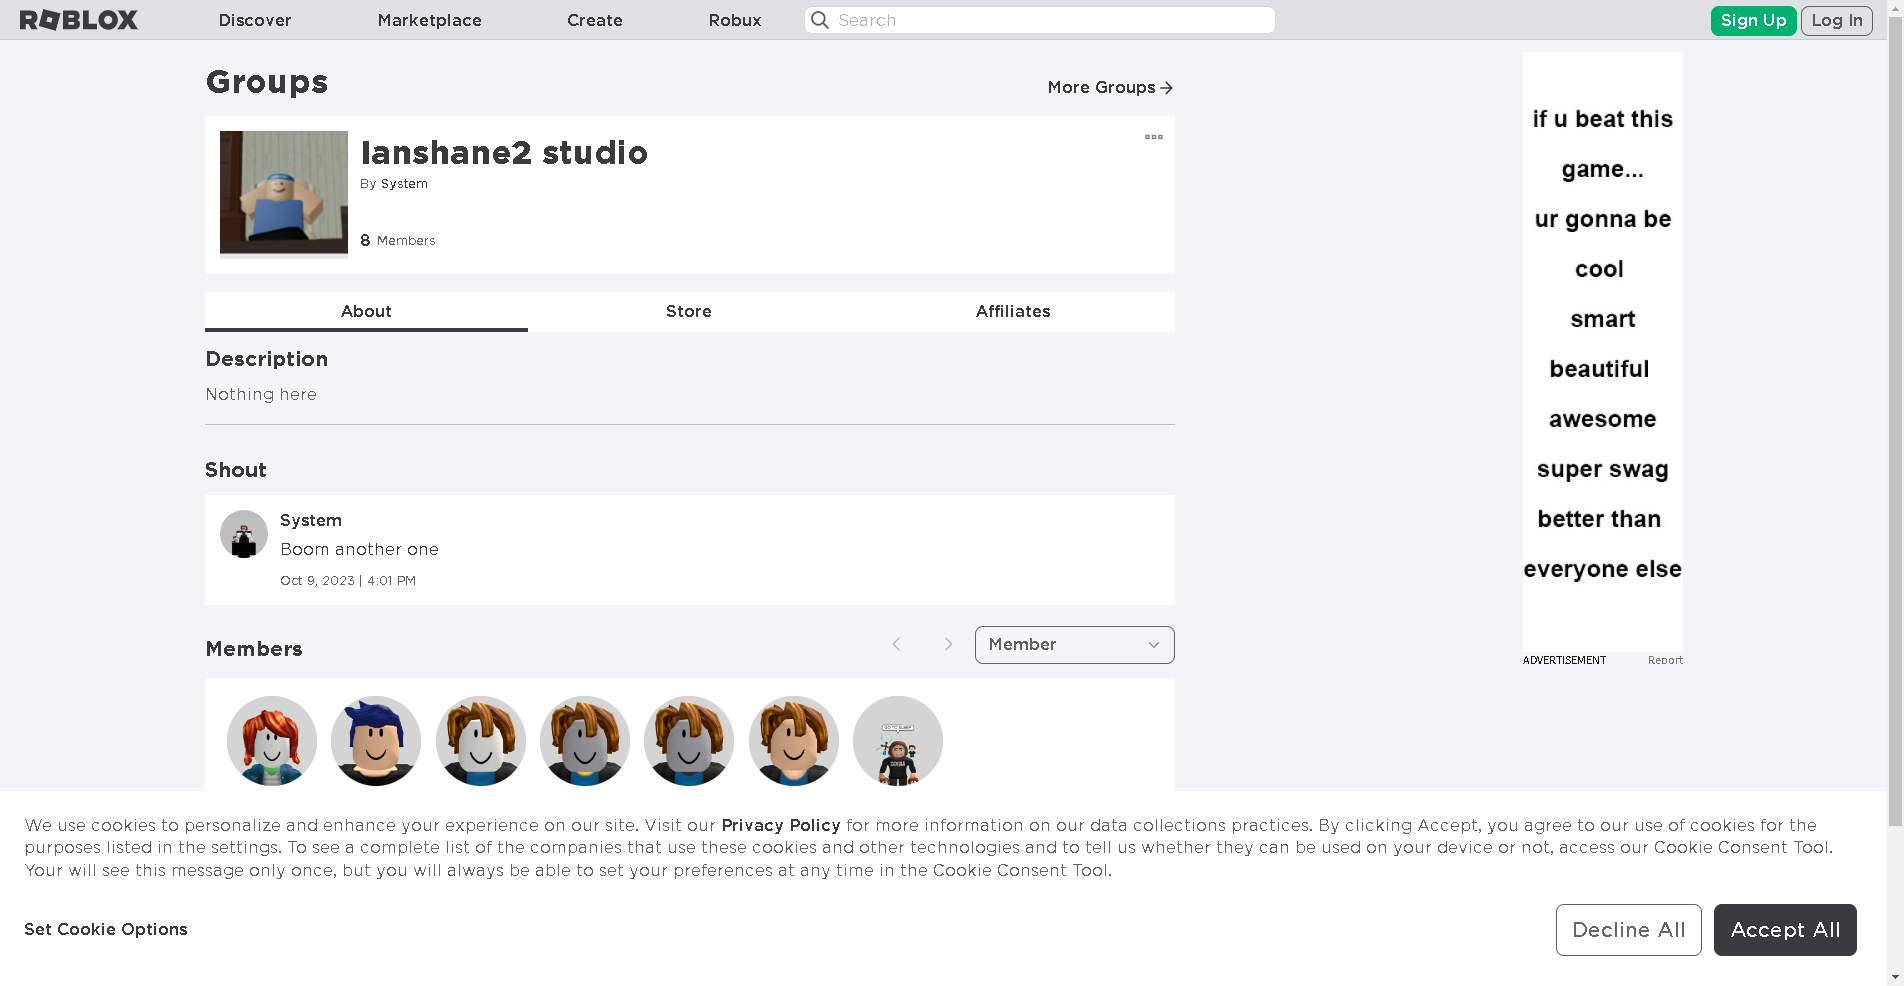 ROBLOX
Discover
Marketplace
Create
Robux
Search
Sign Up
Log In
Groups
More Groups
Ianshane2 studio
By System
8 Members
About
Store
Affiliates
Description
Nothing here
Shout
System
Boom another one
Oct 9, 2023 | 4:01 PM
Members
Member
if u beat this
game...
ur gonna be
cool
smart
beautiful
awesome
super swag
better than
everyone else
ADVERTISEMENT
Report
We use cookies to personalize and enhance your experience on our site. Visit our Privacy Policy for more information on our data collections practices. By clicking Accept, you agree to our use of cookies for the
purposes listed in the settings. To see a complete list of the companies that use these cookies and other technologies and to tell us whether they can be used on your device or not, access our Cookie Consent Tool.
Your will see this message only once, but you will always be able to set your preferences at any time in the Cookie Consent Tool.
Set Cookie Options
Decline All
Accept All